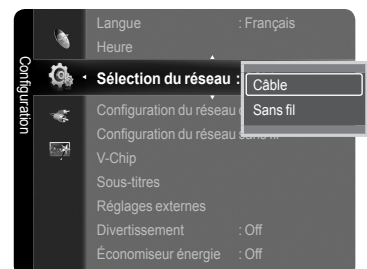 Configuration
Langue : Français
Heure
Sélection du réseau :
Câble
Sans fil
Configuration du réseau
Configuration du réseau sans fil
V-Chip
Sous-titres
Réglages externes
Divertissement : Off
Économiseur énergie : Off